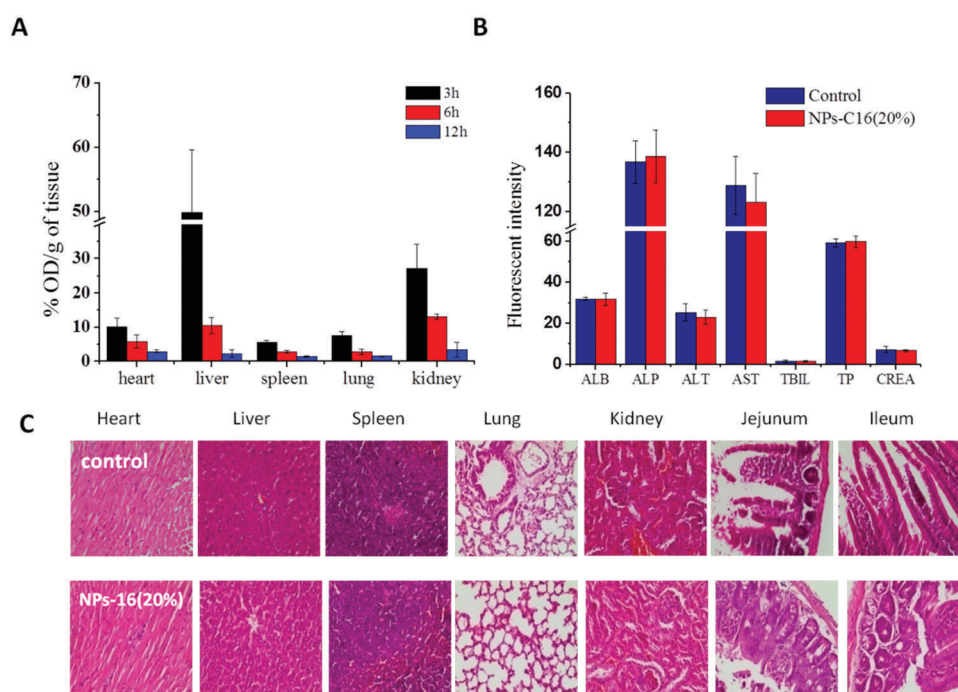 A
% OD/g of tissue
70
60
50
20
10
0
3h
6h
12h
heart liver spleen lung kidney
B
Fluorescent intensity
160
140
120
60
40
20
0
Control
NPs-C16(20%)
ALB ALP ALT AST TBIL TP CREA
C
Heart Liver Spleen Lung Kidney Jejunum Ileum
control
NPs-16(20%)